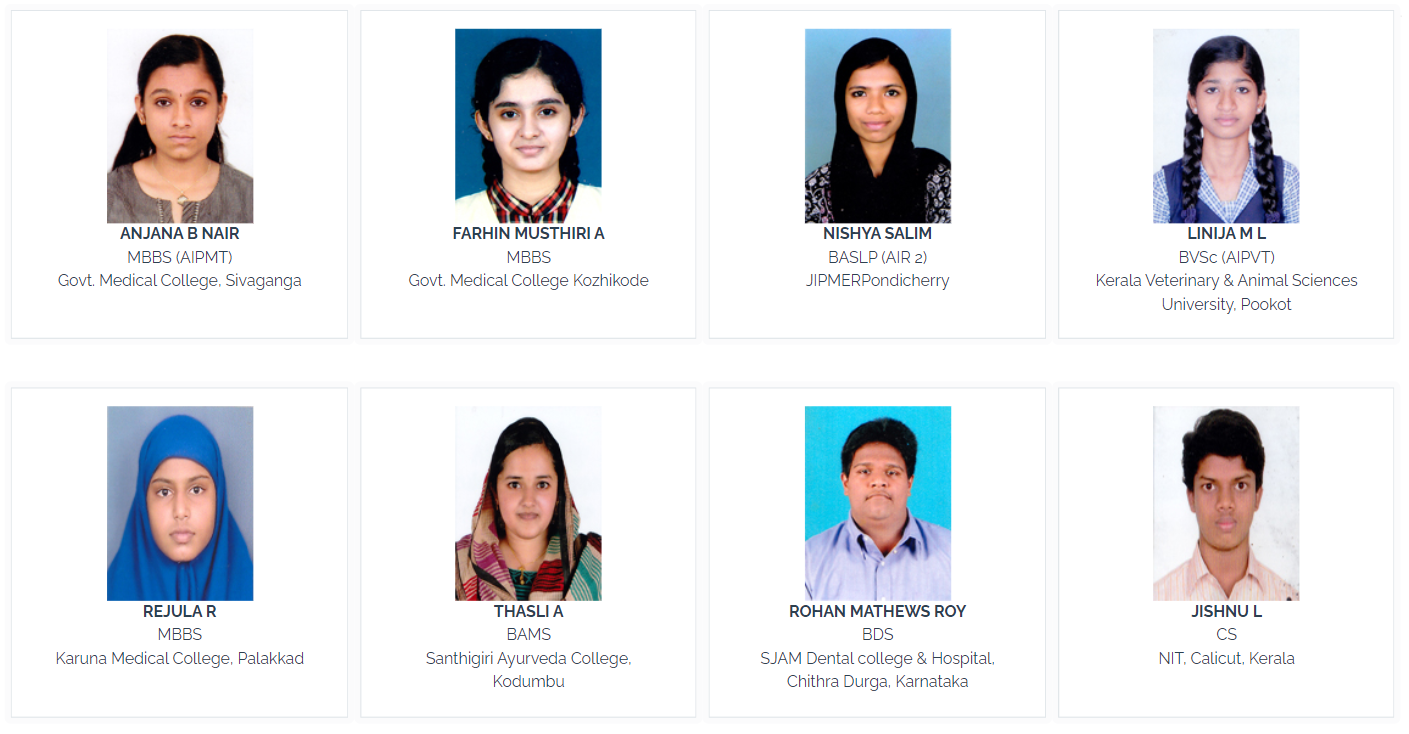 ANJANA B NAIR
MBBS (AIPMT)
Govt. Medical College, Sivaganga
FARHIN MUSTHIRI A
MBBS
Govt. Medical College Kozhikode
NISHYA SALIM
BASLP (AIR 2)
JIPMERPondicherry
LINIJA M L
BVSc (AIPVT)
Kerala Veterinary & Animal Sciences
University, Pookot
REJULA R
MBBS
Karuna Medical College, Palakkad
THASLI A
BAMS
Santhigiri Ayurveda College,
Kodumbu
ROHAN MATHEWS ROY
BDS
SJAM Dental college & Hospital,
Chithra Durga, Karnataka
JISHNU L
CS
NIT, Calicut, Kerala